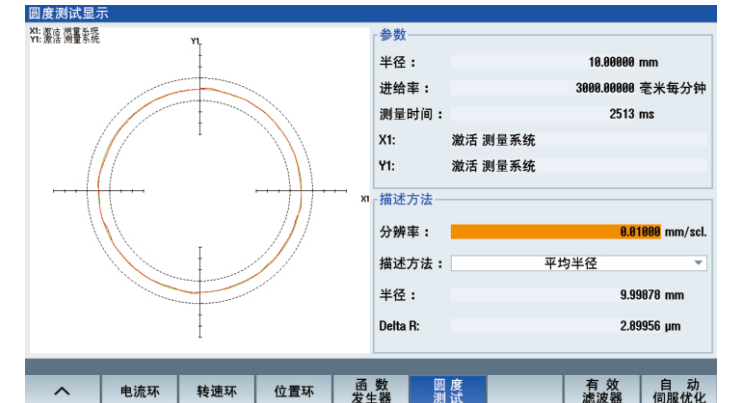 圆度测试显示
X1: 激活 测量系统
Y1: 激活 测量系统
Y1
X1
参数
半径： 10.00000 mm
进给率： 3000.00000 毫米每分钟
测量时间： 2513 ms
X1: 激活 测量系统
Y1: 激活 测量系统
描述方法
分辨率： 0.01000 mm/scl.
描述方法： 平均半径
半径： 9.99878 mm
Delta R: 2.89956 µm
电流环
转速环
位置环
函数
发生器
圆度
测试
有效
滤波器
自动
伺服优化